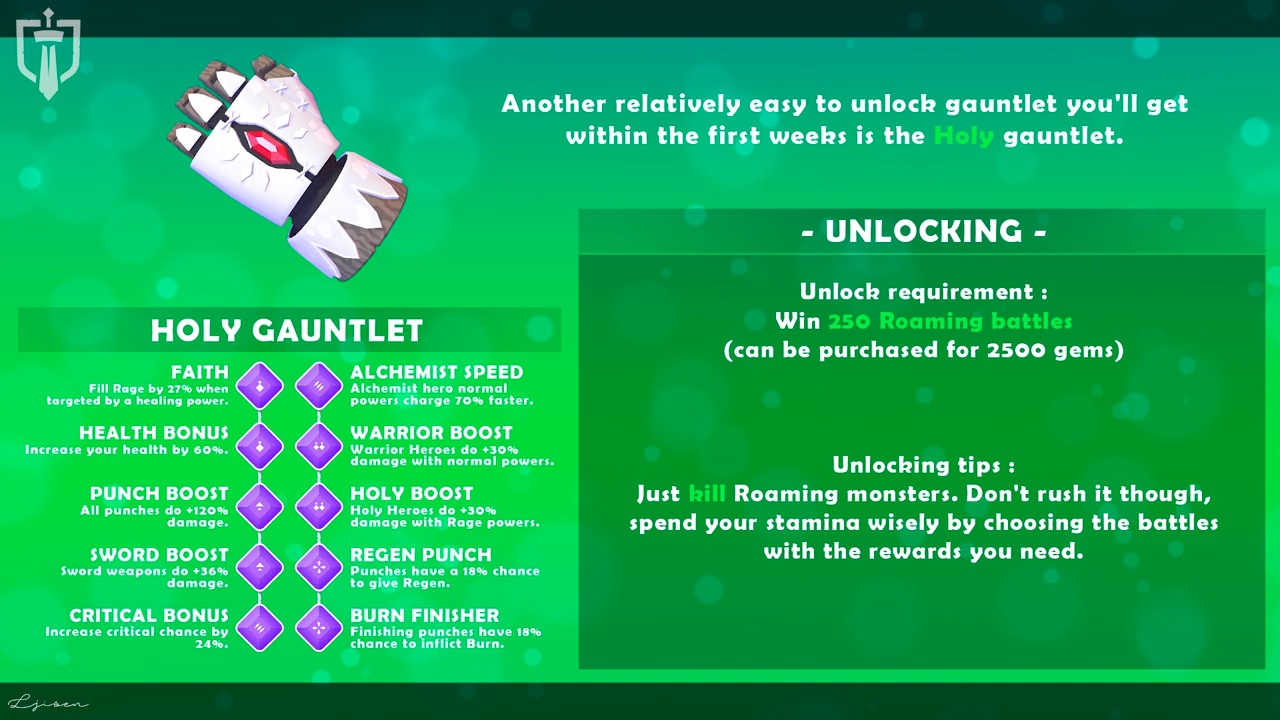 Another relatively easy to unlock gauntlet you'll get
within the first weeks is the Holy gauntlet.
HOLY GAUNTLET
FAITH
Fill Rage by 27% when
targeted by a healing power.
HEALTH BONUS
Increase your health by 60%.
PUNCH BOOST
All punches do +120%
damage.
SWORD BOOST
Sword weapons do +36%
damage.
CRITICAL BONUS
Increase critical chance by
24%.
ALCHEMIST SPEED
Alchemist hero normal
powers charge 70% faster.
WARRIOR BOOST
Warrior Heroes do +30%
damage with normal powers.
HOLY BOOST
Holy Heroes do +30%
damage with Rage powers.
REGEN PUNCH
Punches have a 18% chance
to give Regen.
BURN FINISHER
Finishing punches have 18%
chance to inflict Burn.
- UNLOCKING -
Unlock requirement :
Win 250 Roaming battles
(can be purchased for 2500 gems)
Unlocking tips :
Just kill Roaming monsters. Don't rush it though,
spend your stamina wisely by choosing the battles
with the rewards you need.